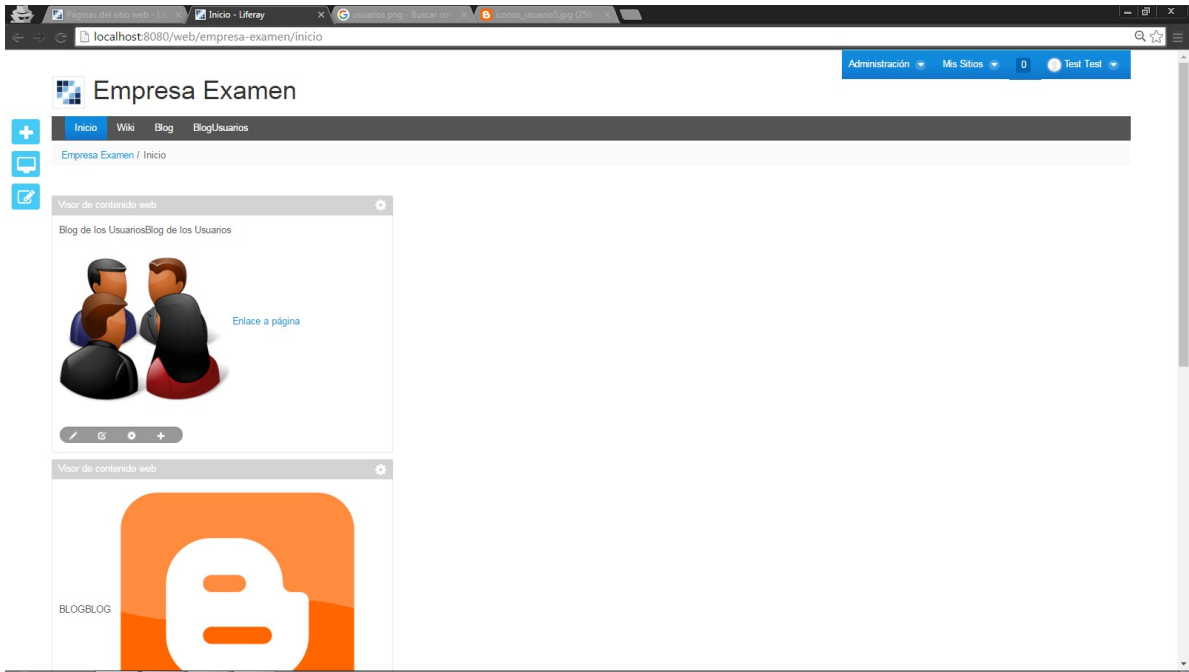 Páginas del sitio web - Li
Inicio - Liferay
usuarios png - Buscar con
iconos_usuario5.jpg (256
localhost:8080/web/empresa-examen/inicio
Administración
Mis Sitios
0
Test Test
Empresa Examen
Inicio
Wiki
Blog
BlogUsuarios
Empresa Examen / Inicio
Visor de contenido web
Blog de los UsuariosBlog de los Usuarios
Enlace a página
Visor de contenido web
BLOGBLOG